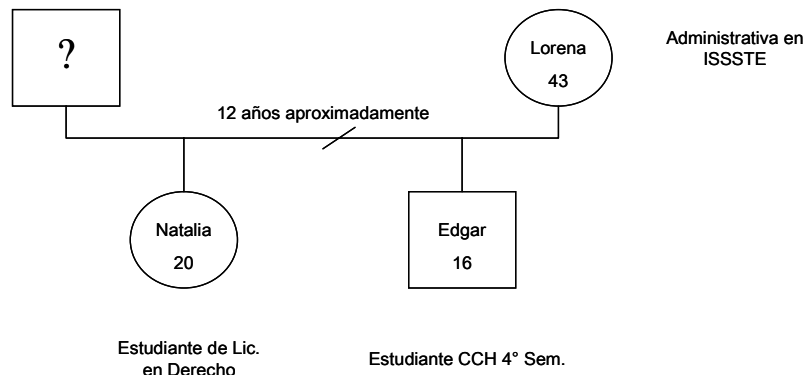 ?
Lorena
43
Administrativa en
ISSSTE
12 años aproximadamente
Natalia
20
Edgar
16
Estudiante de Lic.
en Derecho
Estudiante CCH 4° Sem.